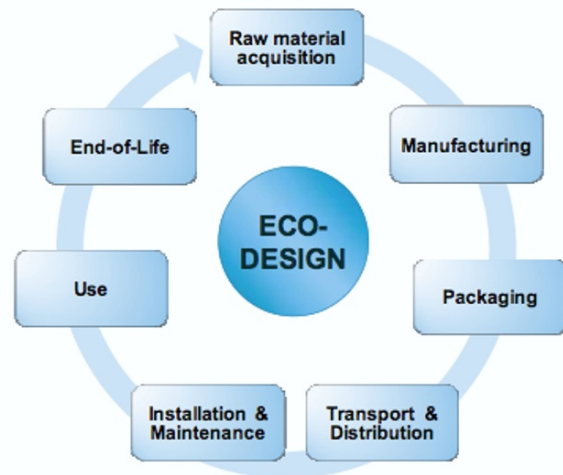 Raw material
acquisition
Manufacturing
Packaging
Transport &
Distribution
Installation &
Maintenance
Use
End-of-Life
ECO-
DESIGN